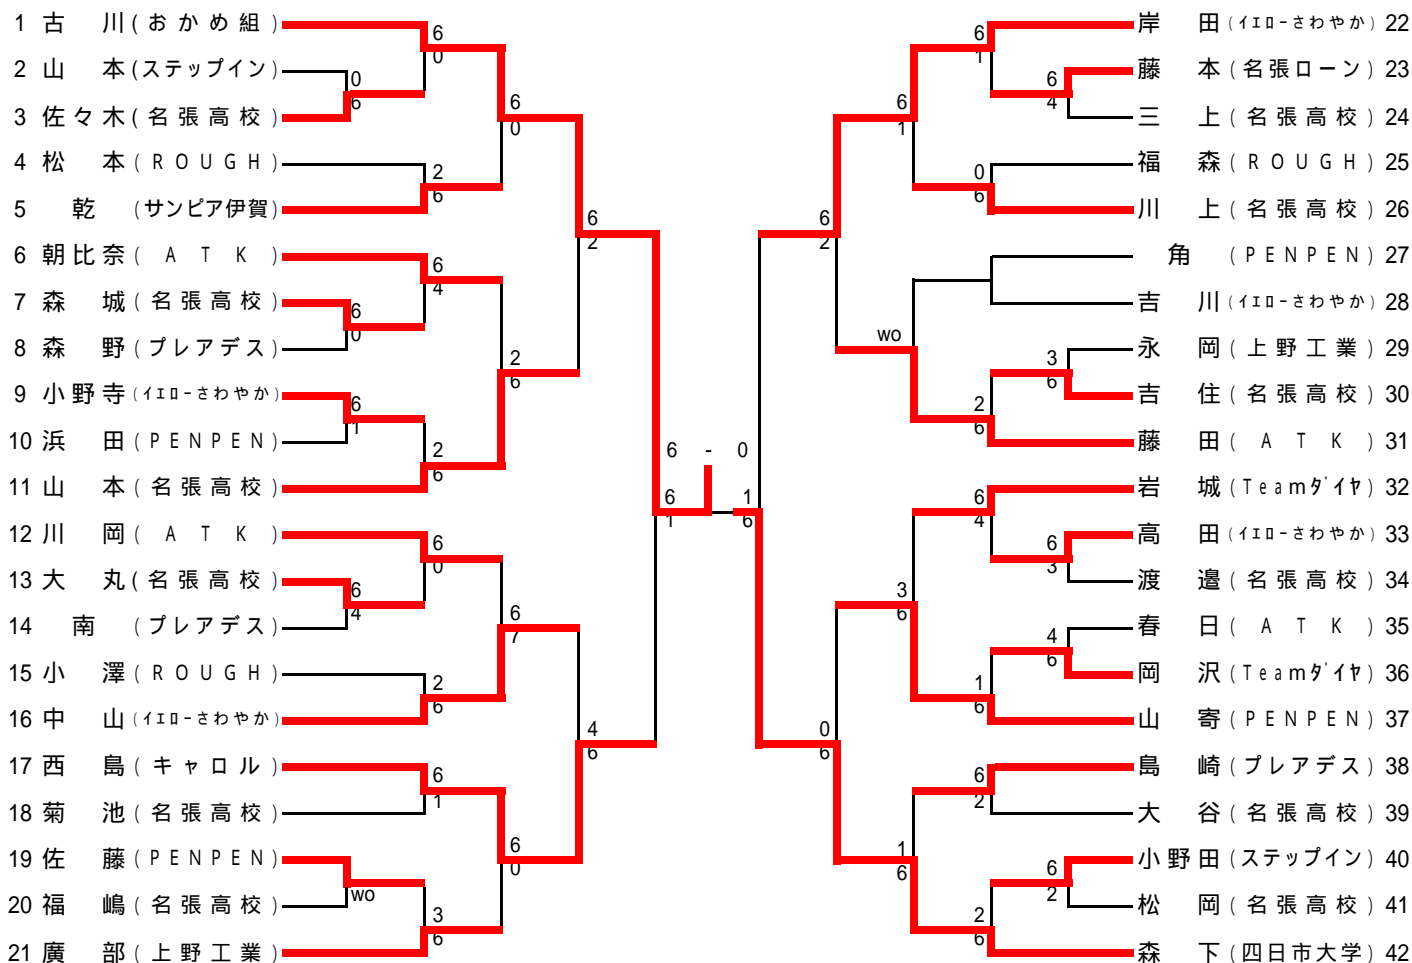 1 古川(おかめ組)
2 山本(ステップイン)
3 佐々木(名張高校)
4 松本(ROUGH)
5 乾(サンピア伊賀)
6 朝比奈(ATK)
7 森城(名張高校)
8 森野(プレアデス)
9 小野寺(イエローさわやか)
10 浜田(PENPEN)
11 山本(名張高校)
12 川岡(ATK)
13 大丸(名張高校)
14 南(プレアデス)
15 小澤(ROUGH)
16 中山(イエローさわやか)
17 西島(キャロル)
18 菊池(名張高校)
19 佐藤(PENPEN)
20 福嶋(名張高校)
21 廣部(上野工業)
6
0
0
6
2
6
6
4
6
0
6
1
2
6
6
0
6
4
2
6
6
1
wo
3
6
6
0
2
6
6
7
6
0
6
2
4
6
6
1
6 - 0
1
6
6
2
0
6
6
1
wo
3
6
1
6
6
1
0
6
2
6
6
4
1
6
6
2
2
6
6
4
3
6
6
3
4
6
6
2
岸田(イエローさわやか) 22
藤本(名張ローン) 23
三上(名張高校) 24
福森(ROUGH) 25
川上(名張高校) 26
角(PENPEN) 27
吉川(イエローさわやか) 28
永岡(上野工業) 29
吉住(名張高校) 30
藤田(ATK) 31
岩城(Teamダイヤ) 32
高田(イエローさわやか) 33
渡邉(名張高校) 34
春日(ATK) 35
岡沢(Teamダイヤ) 36
山寄(PENPEN) 37
島崎(プレアデス) 38
大谷(名張高校) 39
小野田(ステップイン) 40
松岡(名張高校) 41
森下(四日市大学) 42